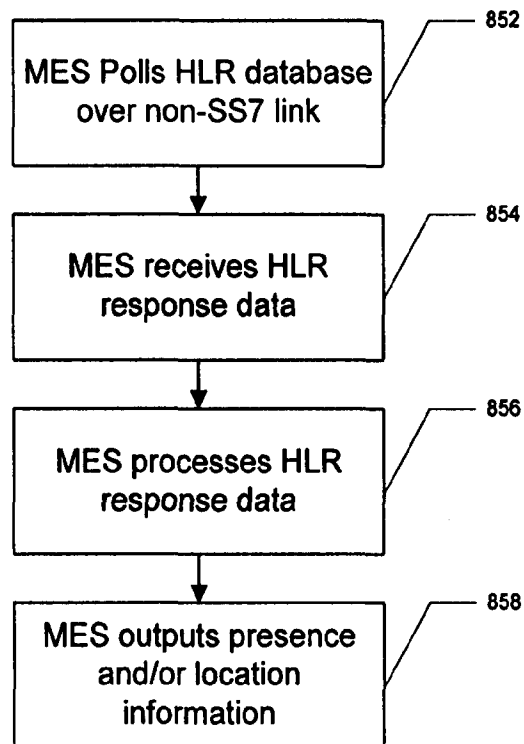 852
MES Polls HLR database
over non-SS7 link
854
MES receives HLR
response data
856
MES processes HLR
response data
858
MES outputs presence
and/or location
information